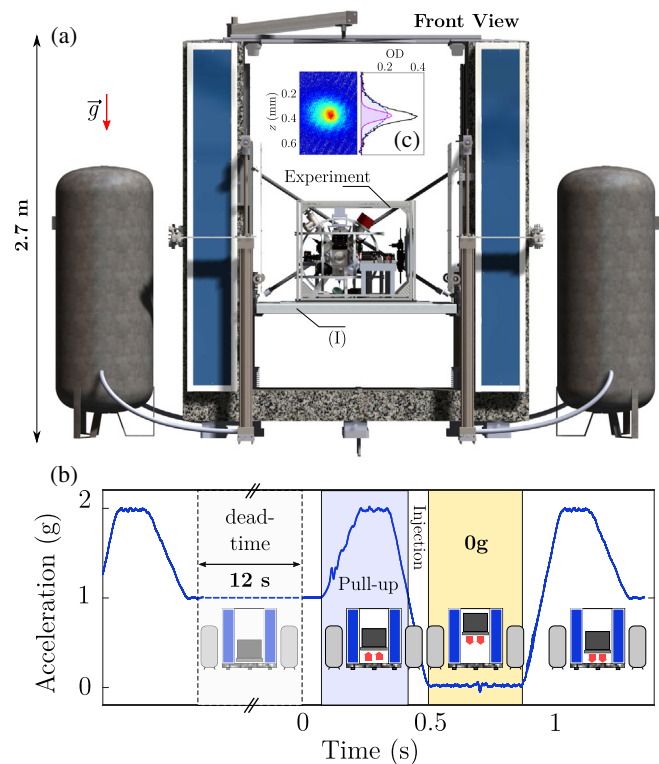 Front View
(a)
OD
0.2 0.4
g
z (mm)
0.2
0.4
0.6
(c)
Experiment
2.7 m
(I)
(b)
Acceleration (g)
2
1
0
dead-
time
12 s
Pull-up
Injection
0g
0 0.5 1
Time (s)